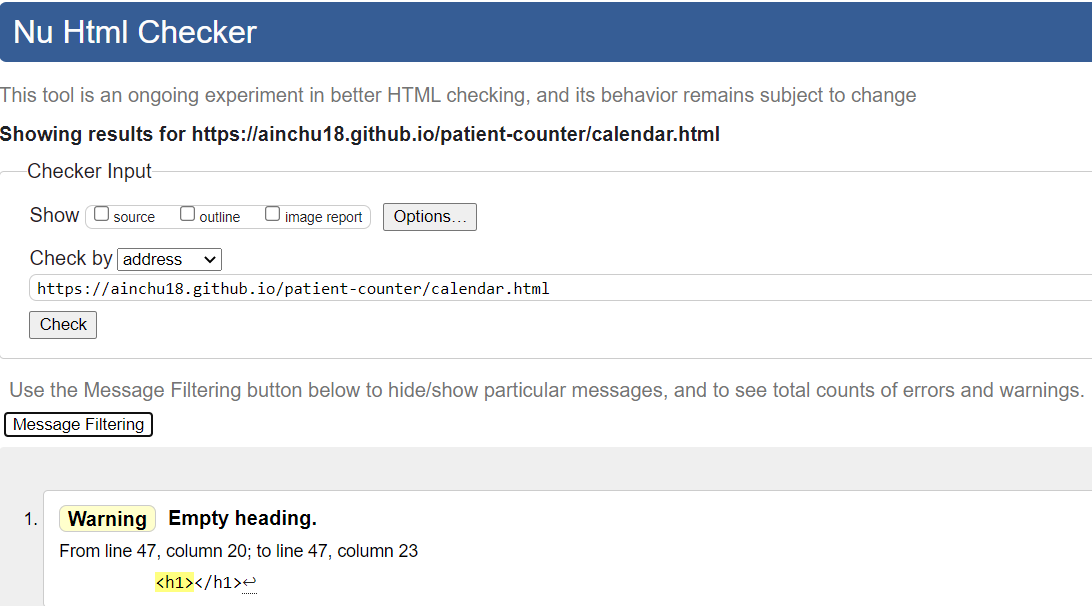 Nu Html Checker
This tool is an ongoing experiment in better HTML checking, and its behavior remains subject to change
Showing results for https://ainchu18.github.io/patient-counter/calendar.html
Checker Input
Show source outline image report Options...
Check by address
https://ainchu18.github.io/patient-counter/calendar.html
Check
Use the Message Filtering button below to hide/show particular messages, and to see total counts of errors and warnings.
Message Filtering
1. Warning Empty heading.
From line 47, column 20; to line 47, column 23
<h1></h1>↩